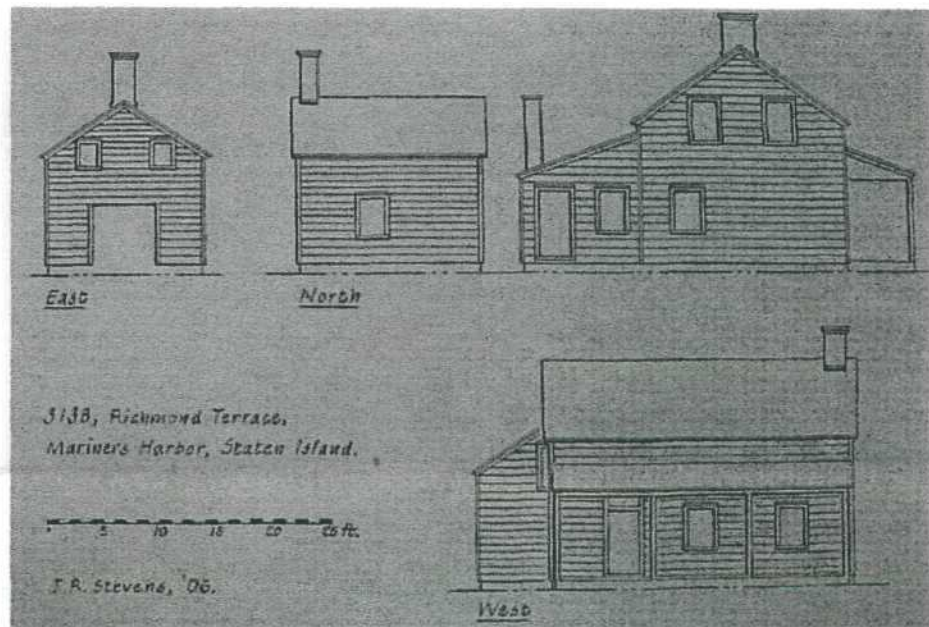 East
North
3138, Richmond Terrace,
Mariners Harbor, Staten Island.
5 10 15 20 25 ft.
J. R. Stevens, '06.
West